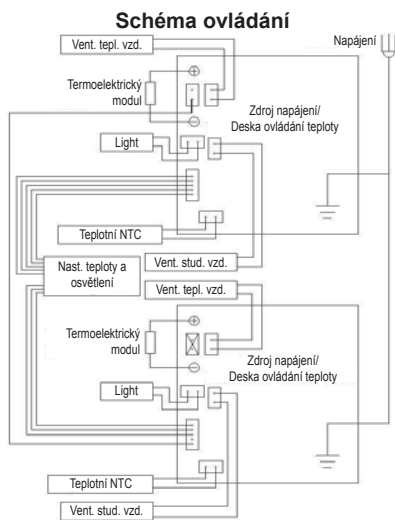 Schéma ovládání
Vent. tepl. vzd.
Napájení
Termoelektrický
modul
Zdroj napájení/
Deska ovládání teploty
Light
Teplotní NTC
Nast. teploty a
osvětlení
Vent. stud. vzd.
Vent. tepl. vzd.
Termoelektrický
modul
Zdroj napájení/
Deska ovládání teploty
Light
Teplotní NTC
Vent. stud. vzd.